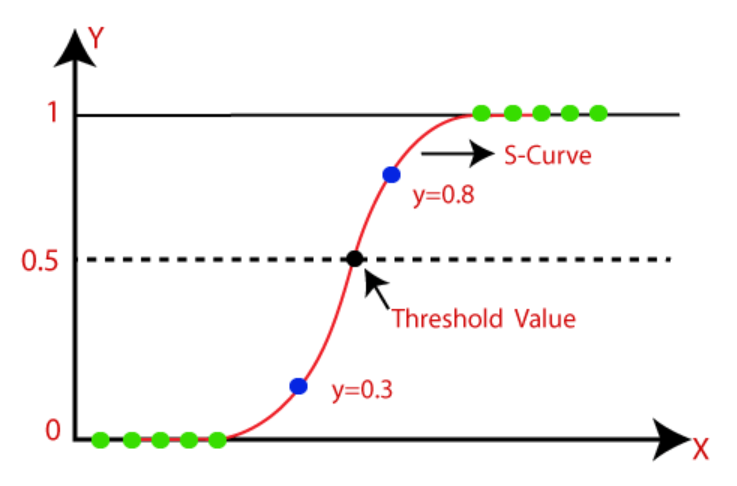 Y
1
S-Curve
y=0.8
0.5
Threshold Value
y=0.3
0
X